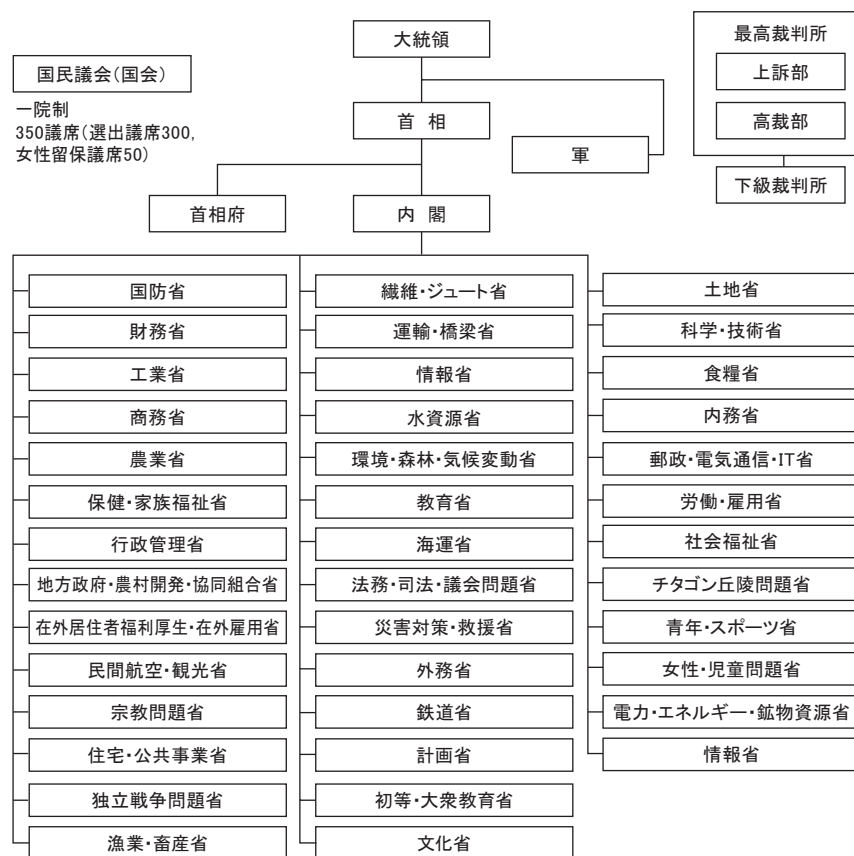 大統領
国民議会(国会)
一院制
350議席(選出議席300,
女性留保議席50)
首 相
軍
首相府
内 閣
最高裁判所
上訴部
高裁部
下級裁判所
国防省
財務省
工業省
商務省
農業省
保健・家族福祉省
行政管理省
地方政府・農村開発・協同組合省
在外居住者福利厚生・在外雇用省
民間航空・観光省
宗教問題省
住宅・公共事業省
独立戦争問題省
漁業・畜産省
繊維・ジュート省
運輸・橋梁省
情報省
水資源省
環境・森林・気候変動省
教育省
海運省
法務・司法・議会問題省
災害対策・救援省
外務省
鉄道省
計画省
初等・大衆教育省
文化省
土地省
科学・技術省
食糧省
内務省
郵政・電気通信・IT省
労働・雇用省
社会福祉省
チタゴン丘陵問題省
青年・スポーツ省
女性・児童問題省
電力・エネルギー・鉱物資源省
情報省